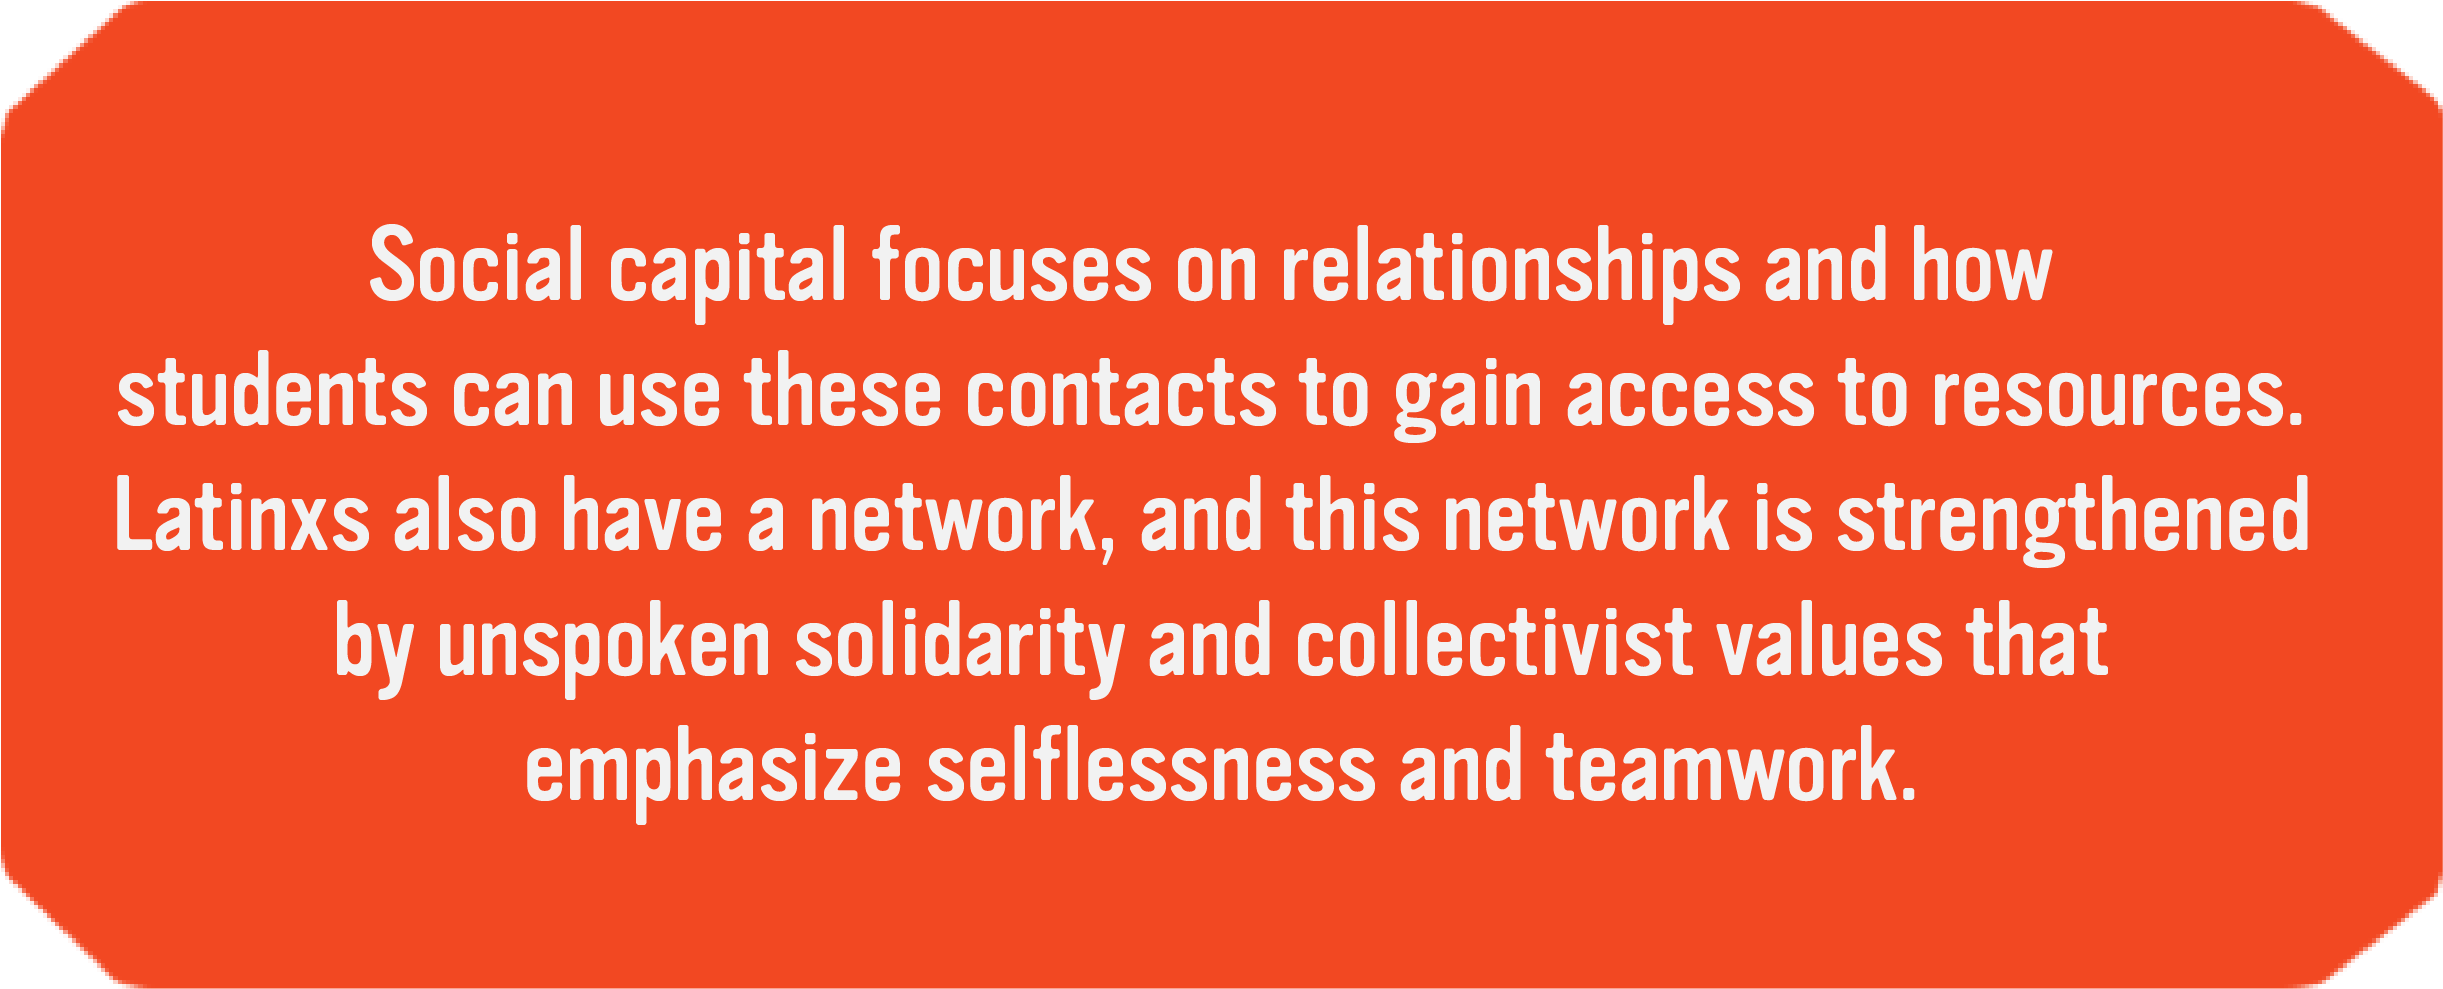 Social capital focuses on relationships and how
students can use these contacts to gain access to resources.
Latinxs also have a network, and this network is strengthened
by unspoken solidarity and collectivist values that
emphasize selflessness and teamwork.